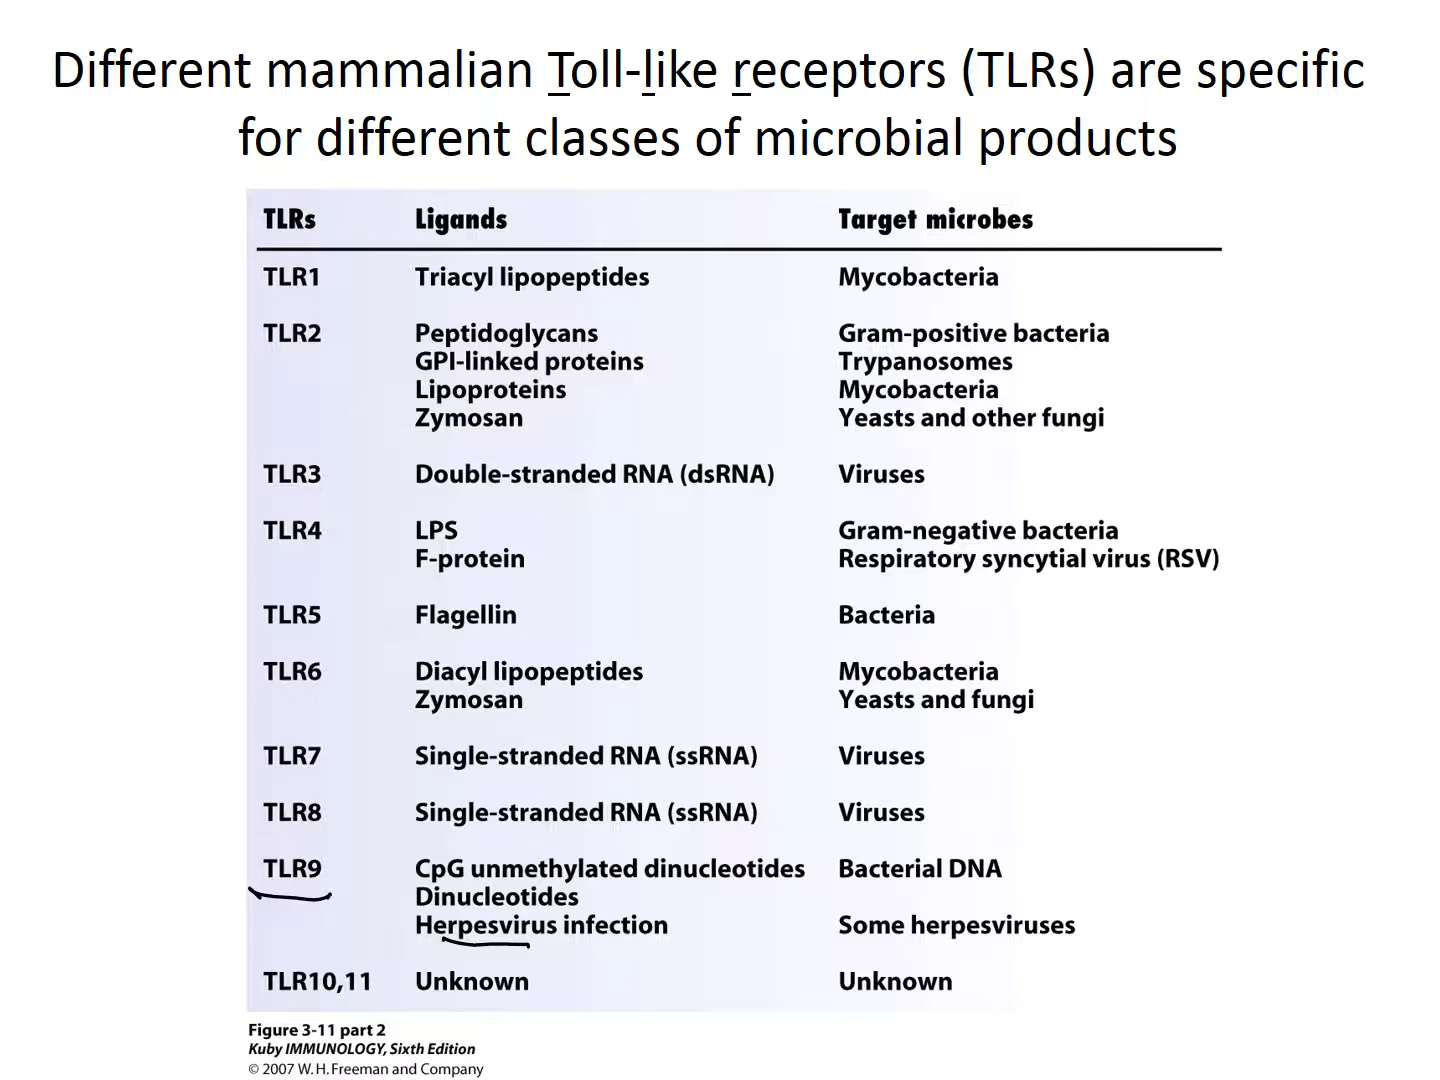 Different mammalian Toll-like receptors (TLRs) are specific
for different classes of microbial products
TLRs Ligands Target microbes
TLR1 Triacyl lipopeptides Mycobacteria
TLR2 Peptidoglycans Gram-positive bacteria
GPI-linked proteins Trypanosomes
Lipoproteins Mycobacteria
Zymosan Yeasts and other fungi
TLR3 Double-stranded RNA (dsRNA) Viruses
TLR4 LPS Gram-negative bacteria
F-protein Respiratory syncytial virus (RSV)
TLR5 Flagellin Bacteria
TLR6 Diacyl lipopeptides Mycobacteria
Zymosan Yeasts and fungi
TLR7 Single-stranded RNA (ssRNA) Viruses
TLR8 Single-stranded RNA (ssRNA) Viruses
TLR9 CpG unmethylated dinucleotides Bacterial DNA
Dinucleotides
Herpesvirus infection Some herpesviruses
TLR10,11 Unknown Unknown
Figure 3-11 part 2
Kuby IMMUNOLOGY, Sixth Edition
© 2007 W. H. Freeman and Company